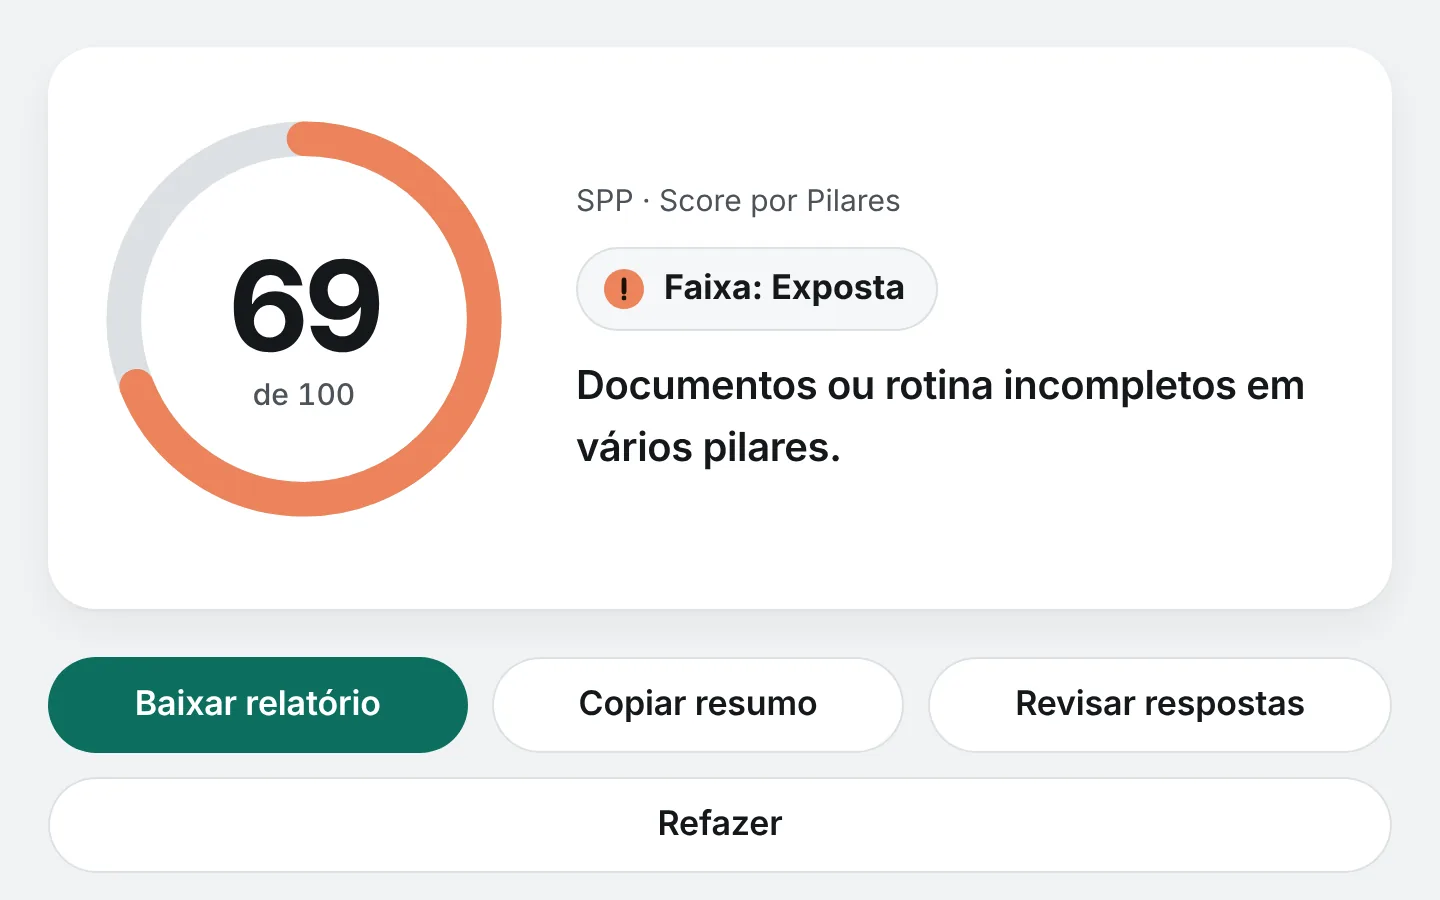 69
de 100
SPP · Score por Pilares
Faixa: Exposta
Documentos ou rotina incompletos em
vários pilares.
Baixar relatório
Copiar resumo
Revisar respostas
Refazer